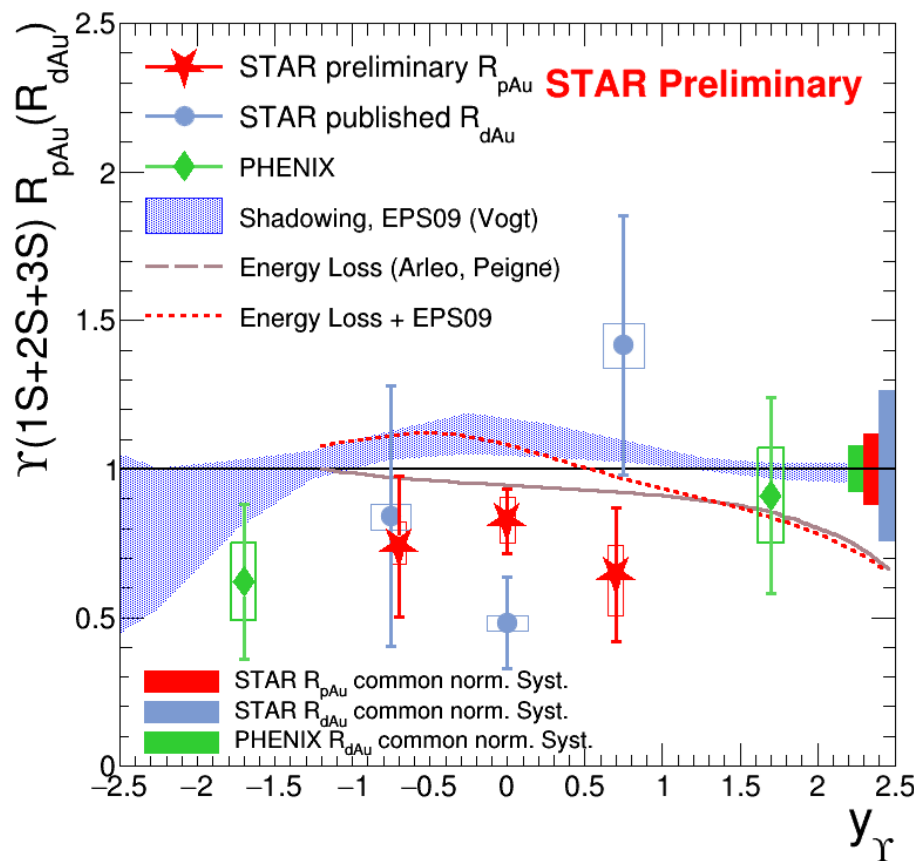 ϒ(1S+2S+3S) R_pAu(R_dAu)
STAR preliminary R_pAu
STAR Preliminary
STAR published R_dAu
PHENIX
Shadowing, EPS09 (Vogt)
Energy Loss (Arleo, Peigne)
Energy Loss + EPS09
2.5
2
1.5
1
0.5
0
STAR R_pAu common norm. Syst.
STAR R_dAu common norm. Syst.
PHENIX R_dAu common norm. Syst.
−2.5 −2 −1.5 −1 −0.5 0 0.5 1 1.5 2 2.5
y_ϒ